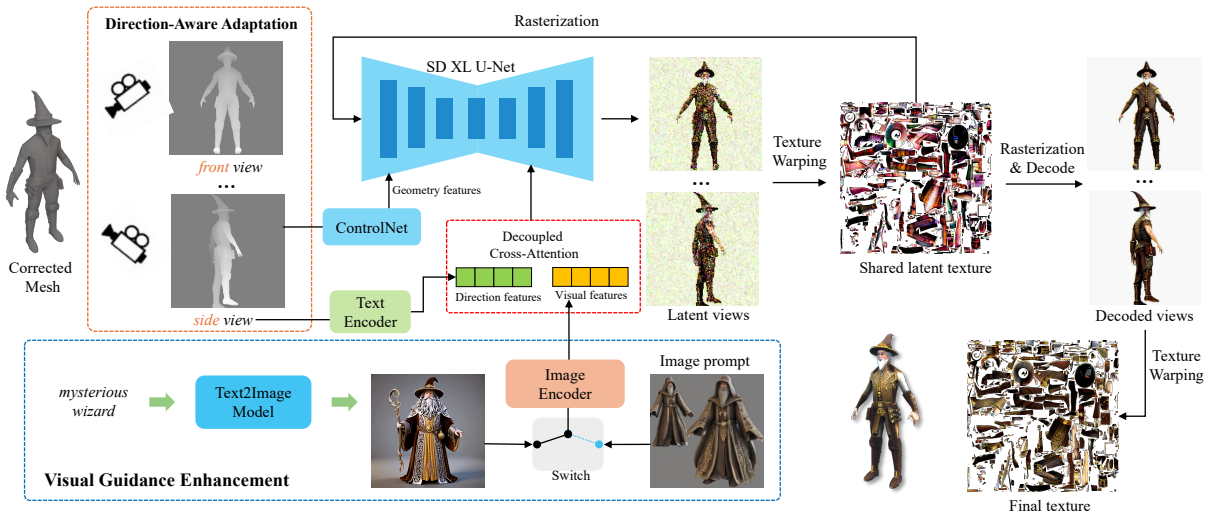 Rasterization
Direction-Aware Adaptation
front view
...
side view
Corrected
Mesh
SD XL U-Net
Geometry features
ControlNet
Text
Encoder
Decoupled
Cross-Attention
Direction features
Visual features
...
Latent views
Texture
Warping
Shared latent texture
Rasterization
& Decode
...
Decoded views
Texture
Warping
mysterious
wizard
Text2Image
Model
Image
Encoder
Switch
Image prompt
Visual Guidance Enhancement
Final texture